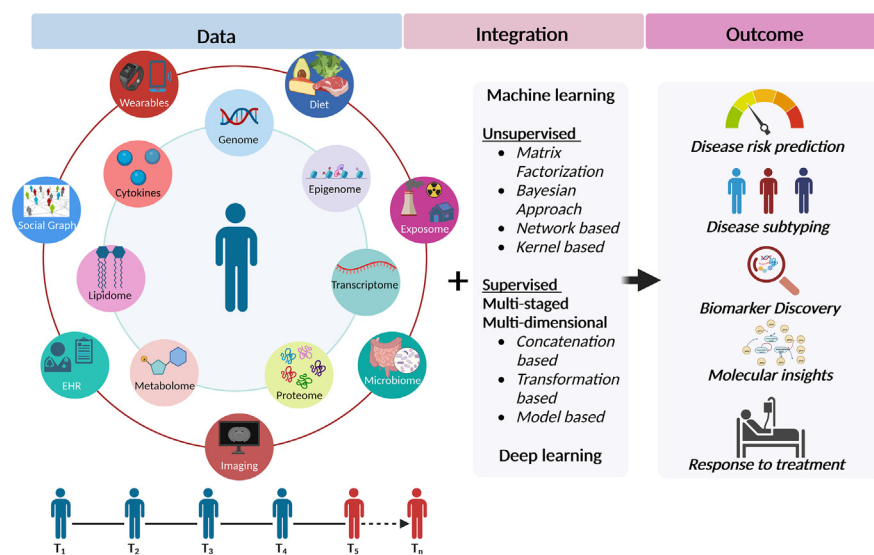 Data
Integration
Outcome
Wearables
Diet
Genome
Cytokines
Epigenome
Social Graph
Exposome
Lipidome
Transcriptome
EHR
Metabolome
Proteome
Microbiome
Imaging
T1
T2
T3
T4
T5
Tn
+
Machine learning
Unsupervised
• Matrix
Factorization
• Bayesian
Approach
• Network based
• Kernel based
Supervised
Multi-staged
Multi-dimensional
• Concatenation
based
• Transformation
based
• Model based
Deep learning
Disease risk prediction
Disease subtyping
Biomarker Discovery
Molecular insights
Response to treatment